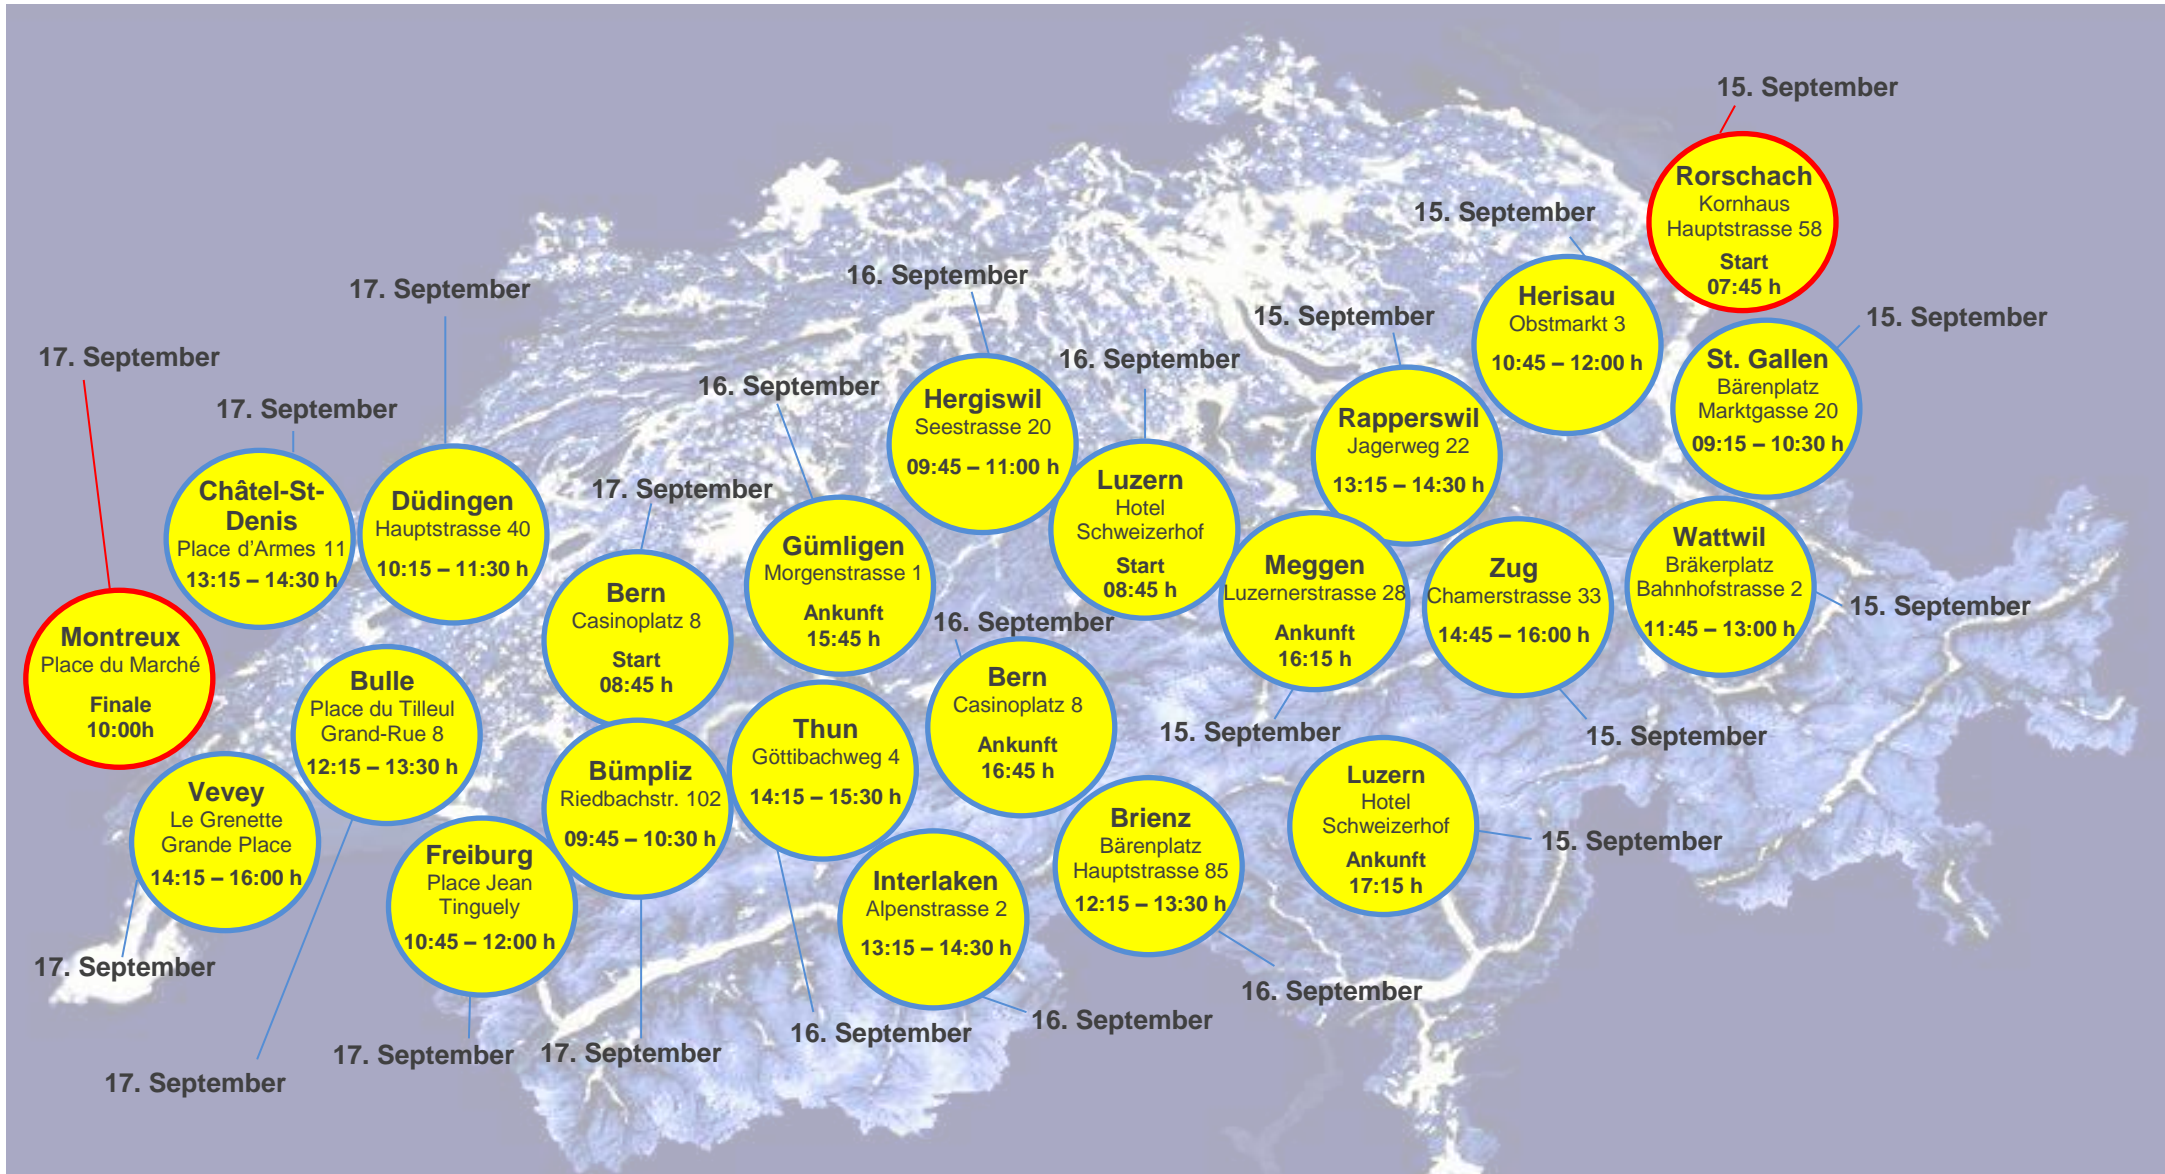 15. September
Rorschach
Kornhaus
Hauptstrasse 58
Start
07:45 h
15. September
St. Gallen
Bärenplatz
Marktgasse 20
09:15 – 10:30 h
15. September
Herisau
Obstmarkt 3
10:45 – 12:00 h
Wattwil
Bräkerplatz
Bahnhofstrasse 2
11:45 – 13:00 h
15. September
15. September
Rapperswil
Jagerweg 22
13:15 – 14:30 h
Zug
Chamerstrasse 33
14:45 – 16:00 h
15. September
Meggen
Luzernerstrasse 28
Ankunft
16:15 h
15. September
Luzern
Hotel
Schweizerhof
Ankunft
17:15 h
15. September
16. September
Luzern
Hotel
Schweizerhof
Start
08:45 h
16. September
Hergiswil
Seestrasse 20
09:45 – 11:00 h
Brienz
Bärenplatz
Hauptstrasse 85
12:15 – 13:30 h
16. September
Interlaken
Alpenstrasse 2
13:15 – 14:30 h
16. September
Thun
Göttibachweg 4
14:15 – 15:30 h
16. September
16. September
Gümligen
Morgenstrasse 1
Ankunft
15:45 h
16. September
Bern
Casinoplatz 8
Ankunft
16:45 h
17. September
Bern
Casinoplatz 8
Start
08:45 h
Bümpliz
Riedbachstr. 102
09:45 – 10:30 h
17. September
17. September
Düdingen
Hauptstrasse 40
10:15 – 11:30 h
Freiburg
Place Jean
Tinguely
10:45 – 12:00 h
17. September
Bulle
Place du Tilleul
Grand-Rue 8
12:15 – 13:30 h
17. September
17. September
Châtel-St-
Denis
Place d’Armes 11
13:15 – 14:30 h
Vevey
Le Grenette
Grande Place
14:15 – 16:00 h
17. September
17. September
Montreux
Place du Marché
Finale
10:00h